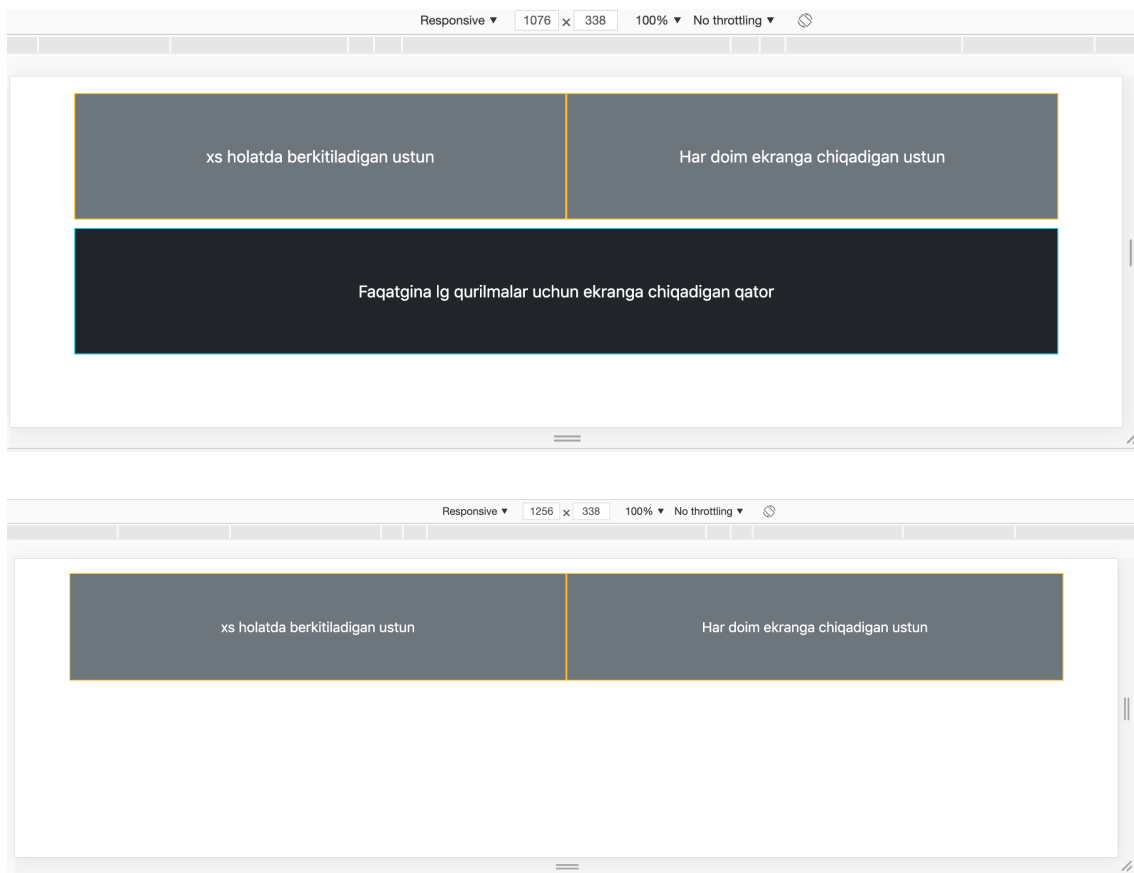 Responsive ▼ 1076 × 338 100% ▼ No throttling ▼
xs holatda berkitiladigan ustun Har doim ekranga chiqadigan ustun
Faqatgina lg qurilmalar uchun ekranga chiqadigan qator
Responsive ▼ 1256 × 338 100% ▼ No throttling ▼
xs holatda berkitiladigan ustun Har doim ekranga chiqadigan ustun